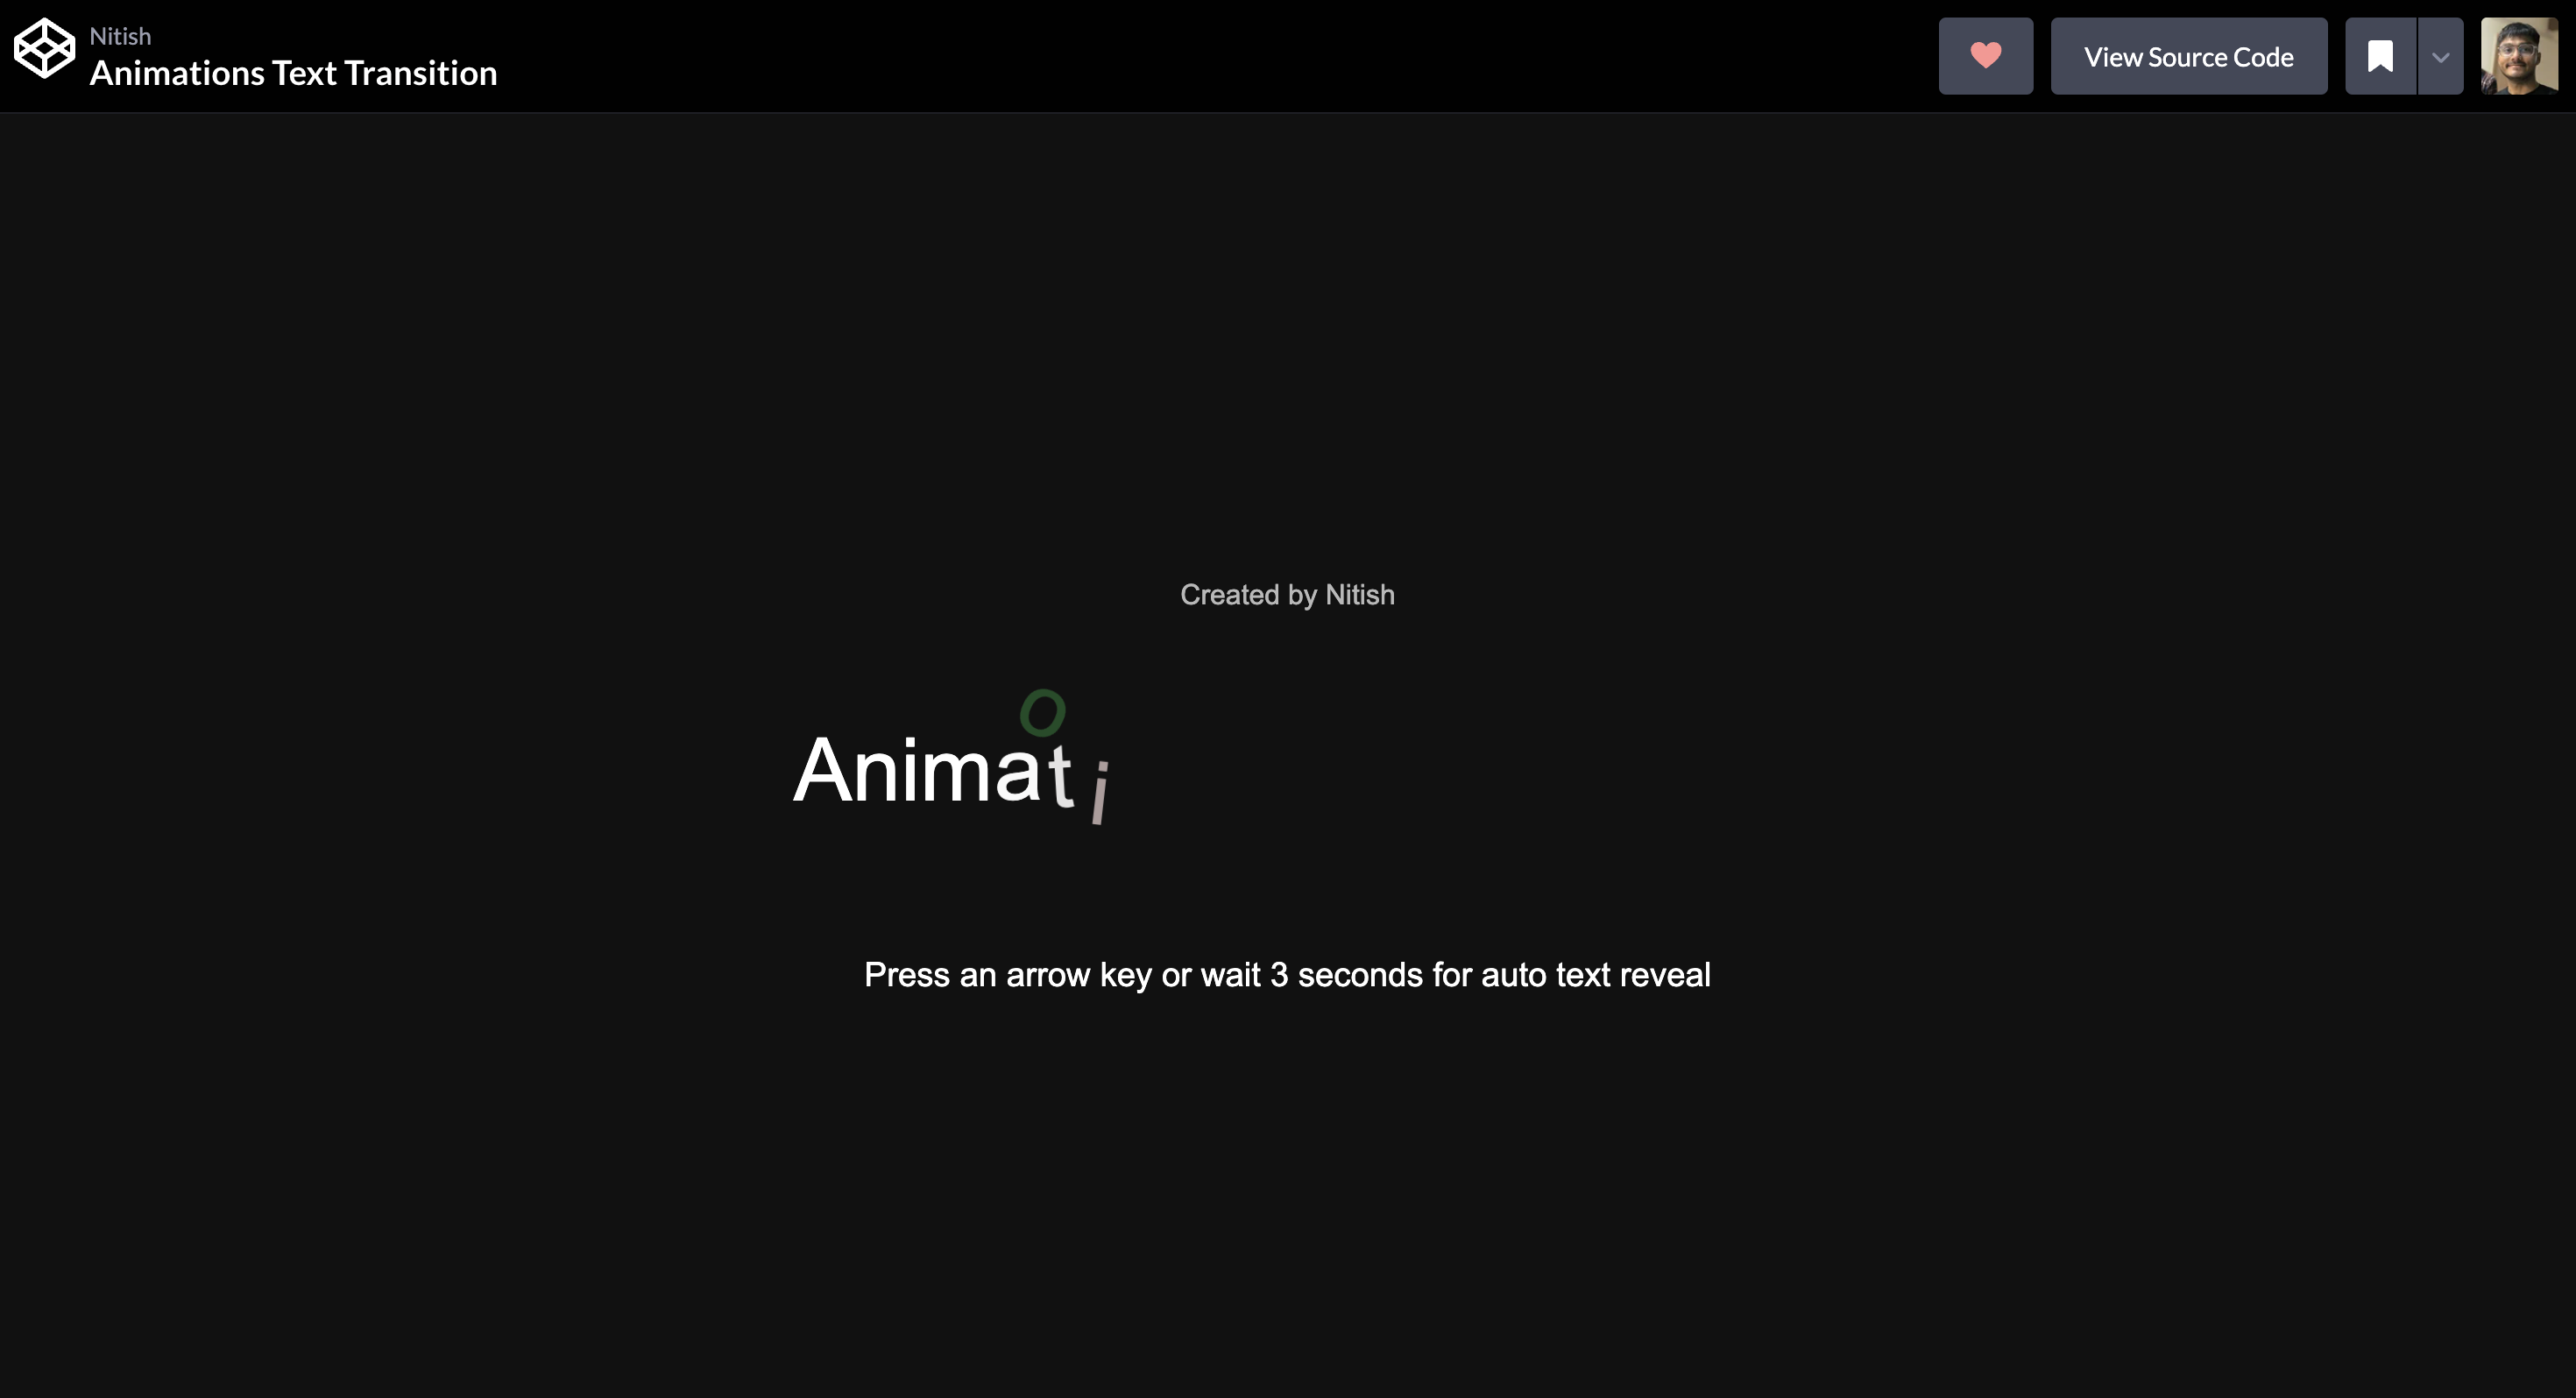 Nitish
Animations Text Transition
View Source Code
Created by Nitish
Animatio
Press an arrow key or wait 3 seconds for auto text reveal